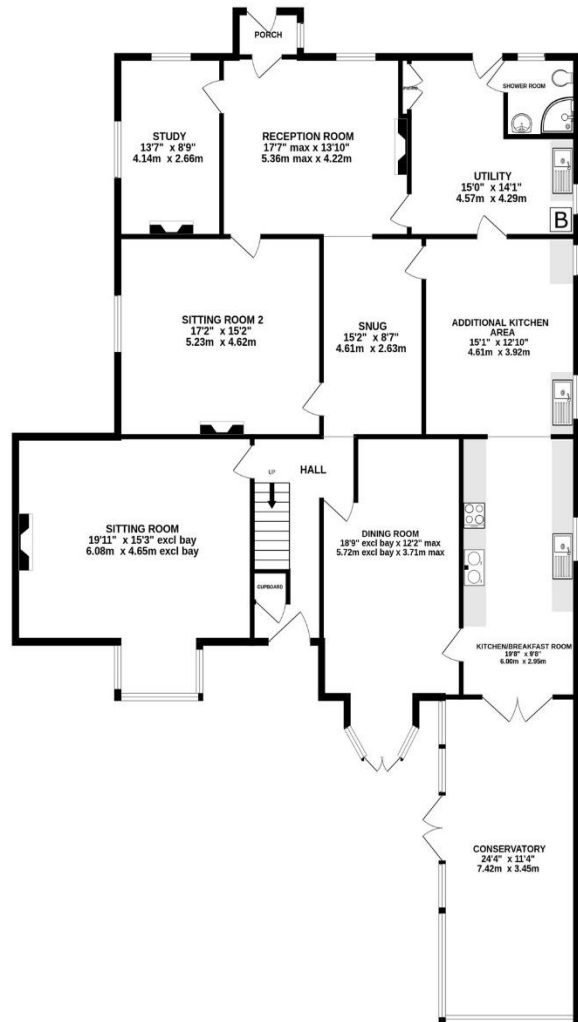 PORCH
STUDY
13'7" x 8'9"
4.14m x 2.66m
RECEPTION ROOM
17'7" max x 13'10"
5.36m max x 4.22m
SHOWER ROOM
UTILITY
15'0" x 14'1"
4.57m x 4.29m
B
SITTING ROOM 2
17'2" x 15'2"
5.23m x 4.62m
SNUG
15'2" x 8'7"
4.61m x 2.63m
ADDITIONAL KITCHEN
AREA
15'1" x 12'10"
4.61m x 3.92m
SITTING ROOM
19'11" x 15'3" excl bay
6.08m x 4.65m excl bay
UP
HALL
CUPBOARD
DINING ROOM
18'9" excl bay x 12'2" max
5.72m excl bay x 3.71m max
KITCHEN/BREAKFAST ROOM
19'8" x 9'8"
6.00m x 2.95m
CONSERVATORY
24'4" x 11'4"
7.42m x 3.45m